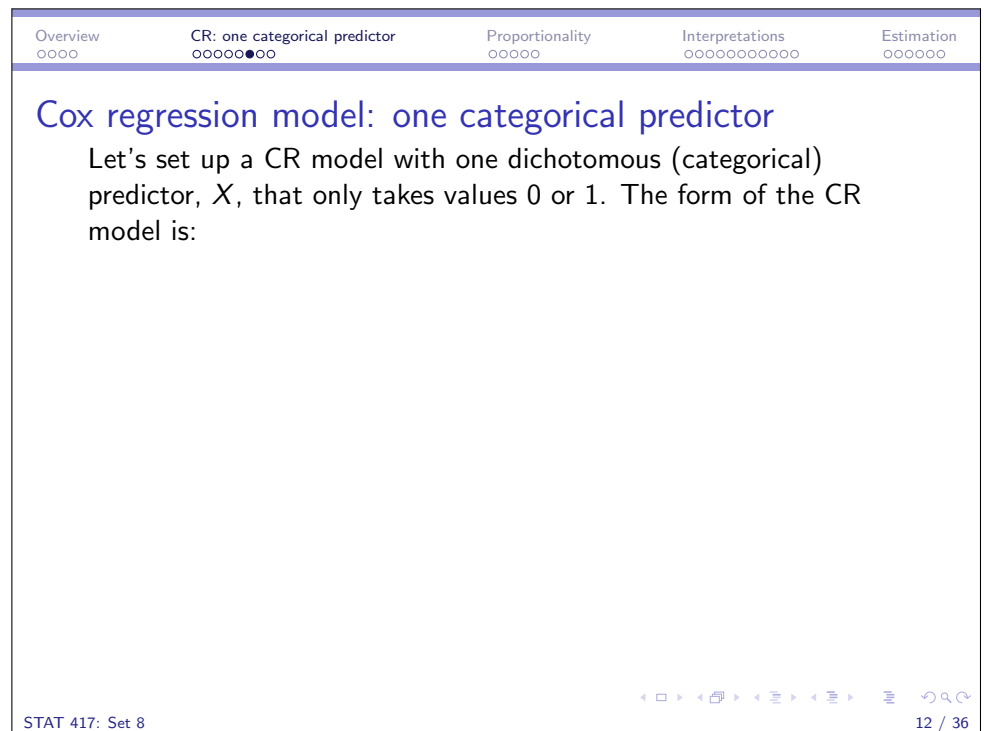 Overview CR: one categorical predictor Proportionality Interpretations Estimation
Cox regression model: one categorical predictor
Let's set up a CR model with one dichotomous (categorical)
predictor, X, that only takes values 0 or 1. The form of the CR
model is:
STAT 417: Set 8 12 / 36